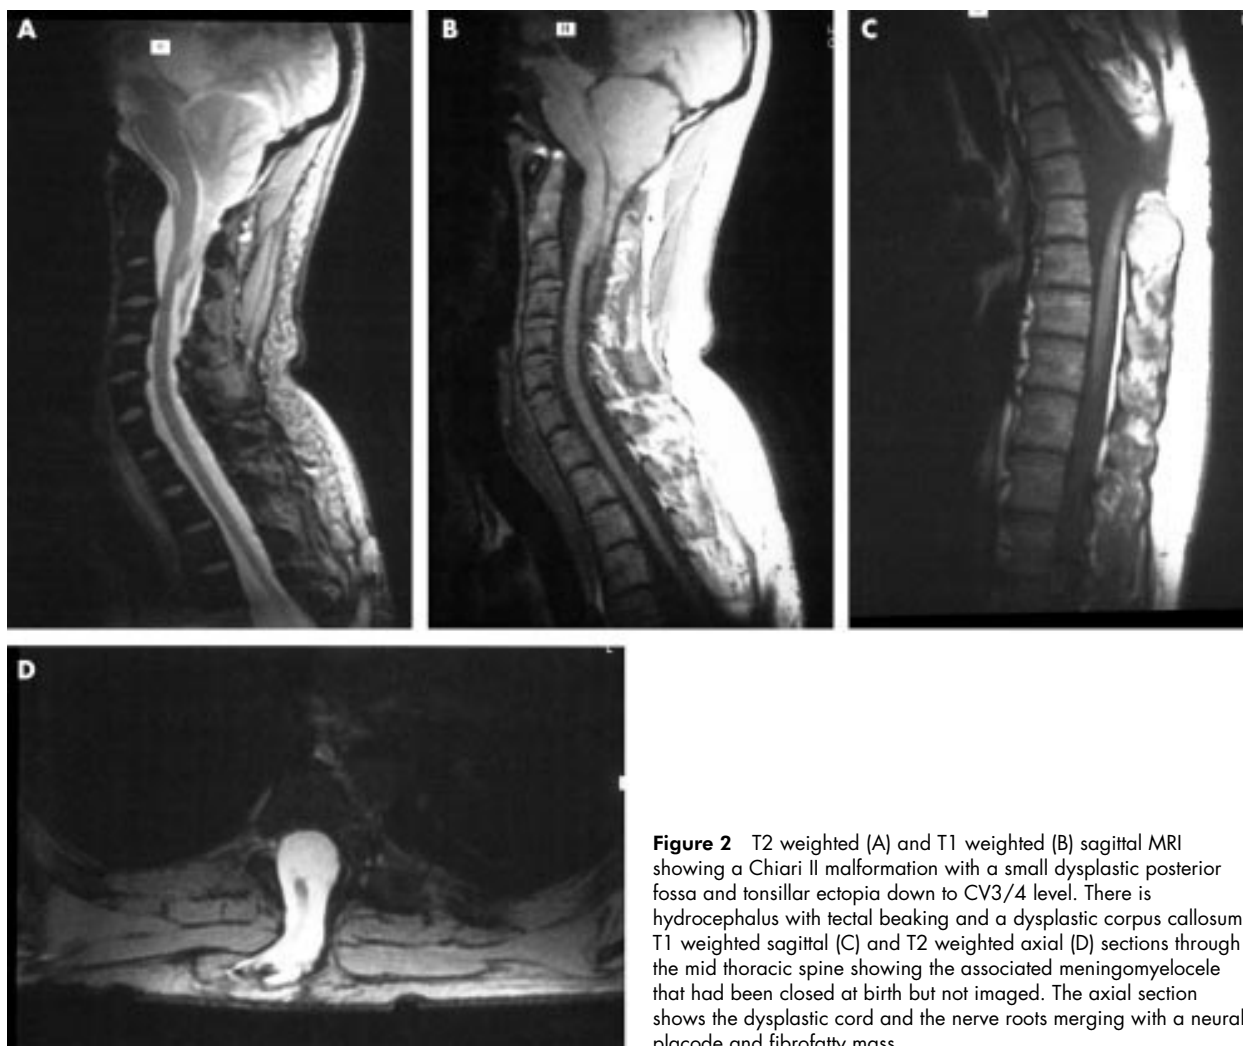 A
B
C
H
D
Figure 2 T2 weighted (A) and T1 weighted (B) sagittal MRI
showing a Chiari II malformation with a small dysplastic posterior
fossa and tonsillar ectopia down to CV3/4 level. There is
hydrocephalus with tectal beaking and a dysplastic corpus callosum
T1 weighted sagittal (C) and T2 weighted axial (D) sections through
the mid thoracic spine showing the associated meningomyelocele
that had been closed at birth but not imaged. The axial section
shows the dysplastic cord and the nerve roots merging with a neural
placode and fibrofatty mass